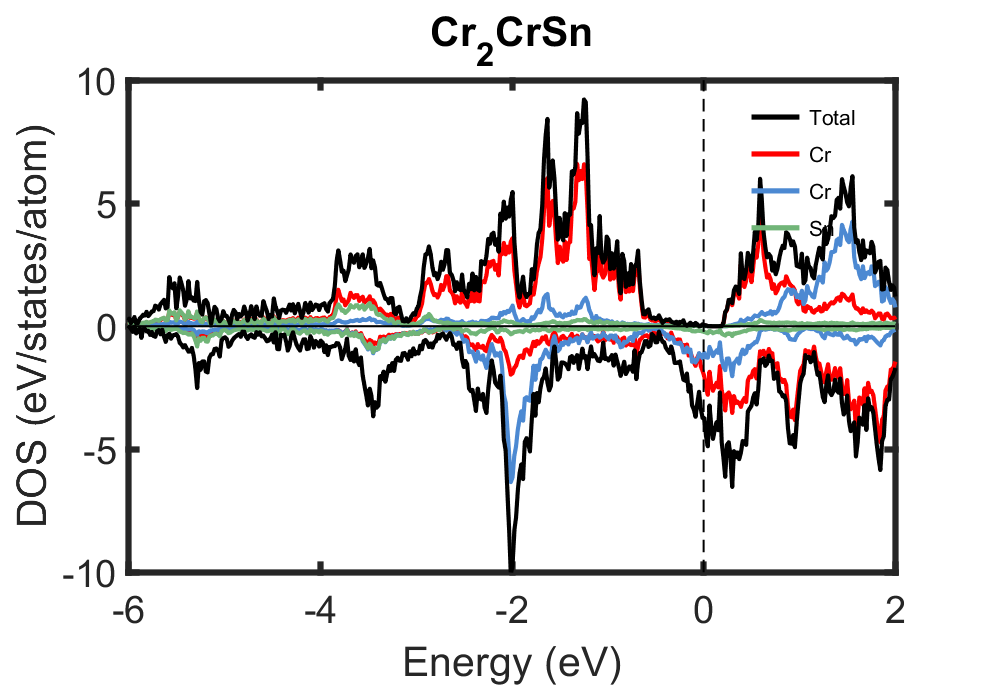 Cr2CrSn
DOS (eV/states/atom)
10
5
0
-5
-10
-6 -4 -2 0 2
Energy (eV)
Total
Cr
Cr
Sn